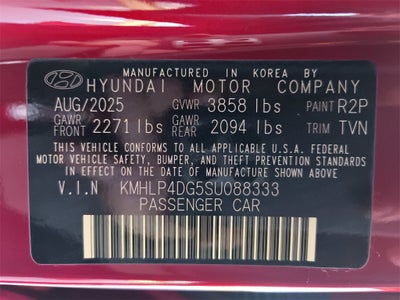 MANUFACTURED IN KOREA BY
HYUNDAI MOTOR COMPANY
AUG/2025 GVWR 3858 lbs PAINT R2P
GAWR FRONT 2271 lbs GAWR REAR 2094 lbs TRIM TVN
THIS VEHICLE CONFORMS TO ALL APPLICABLE U.S.A. FEDERAL
MOTOR VEHICLE SAFETY, BUMPER, AND THEFT PREVENTION
STANDARDS IN EFFECT ON THE DATE OF MANUFACTURE SHOWN ABOVE.
V.I.N KMHLP4DG5SU088333
PASSENGER CAR